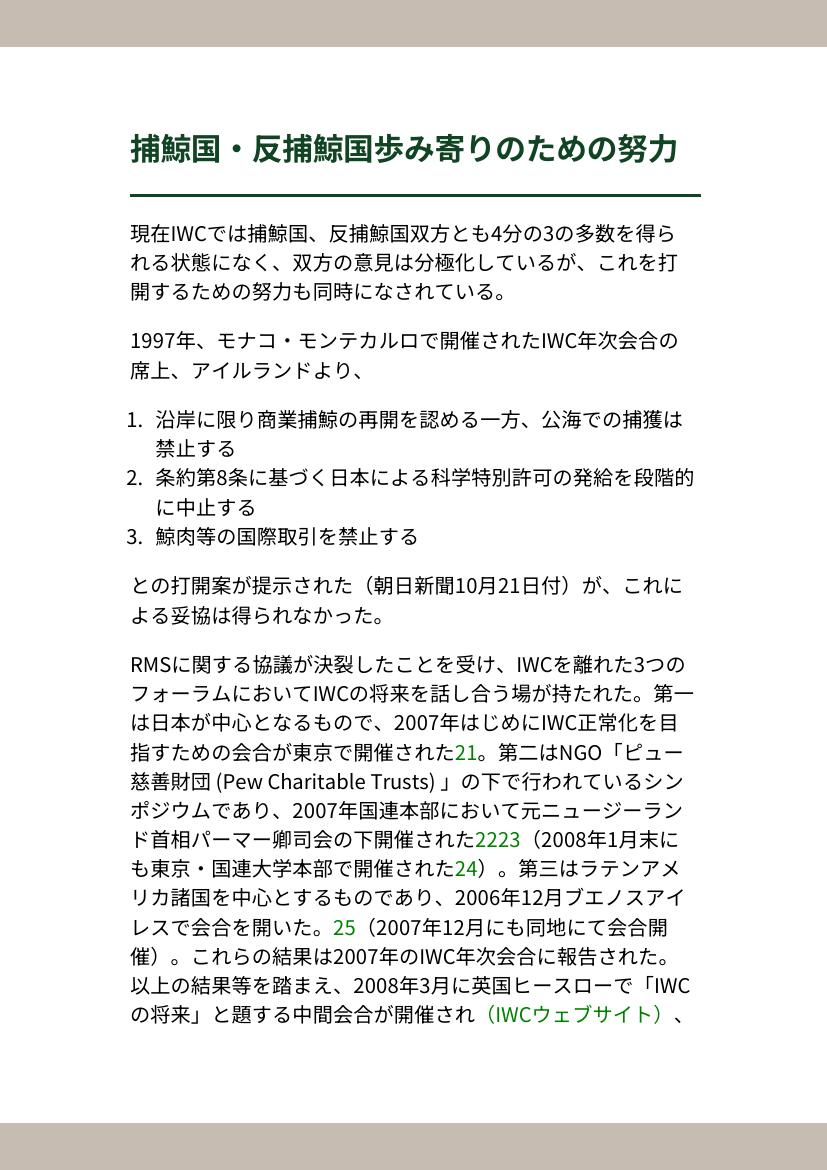 捕鯨国・反捕鯨国歩み寄りのための努力
現在IWCでは捕鯨国、反捕鯨国双方とも4分の3の多数を得ら
れる状態になく、双方の意見は分極化しているが、これを打
開するための努力も同時になされている。
1997年、モナコ・モンテカルロで開催されたIWC年次会合の
席上、アイルランドより、
1. 沿岸に限り商業捕鯨の再開を認める一方、公海での捕獲は
禁止する
2. 条約第8条に基づく日本による科学特別許可の発給を段階的
に中止する
3. 鯨肉等の国際取引を禁止する
との打開案が提示された（朝日新聞10月21日付）が、これに
よる妥協は得られなかった。
RMSに関する協議が決裂したことを受け、IWCを離れた3つの
フォーラムにおいてIWCの将来を話し合う場が持たれた。第一
は日本が中心となるもので、2007年はじめにIWC正常化を目
指すための会合が東京で開催された21。第二はNGO「ピュー
慈善財団 (Pew Charitable Trusts) 」の下で行われているシン
ポジウムであり、2007年国連本部において元ニュージーラン
ド首相パーマー卿司会の下開催された2223（2008年1月末に
も東京・国連大学本部で開催された24）。第三はラテンアメ
リカ諸国を中心とするものであり、2006年12月ブエノスアイ
レスで会合を開いた。25（2007年12月にも同地にて会合開
催）。これらの結果は2007年のIWC年次会合に報告された。
以上の結果等を踏まえ、2008年3月に英国ヒースローで「IWC
の将来」と題する中間会合が開催され（IWCウェブサイト）、